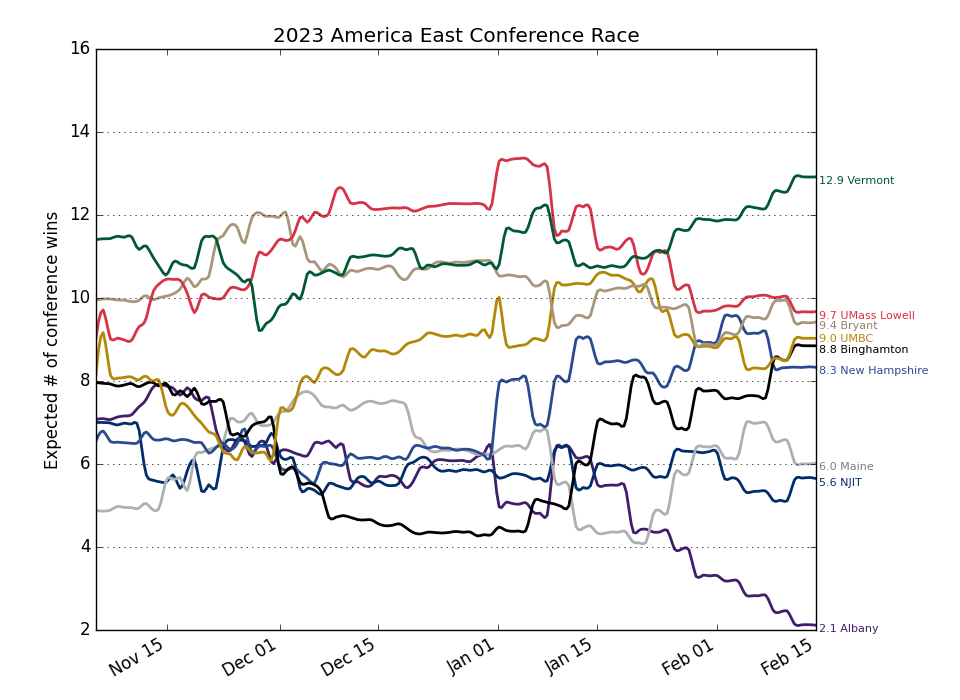 2023 America East Conference Race
Expected # of conference wins
16
14
12
10
8
6
4
2
12.9 Vermont
9.7 UMass Lowell
9.4 Bryant
9.0 UMBC
8.8 Binghamton
8.3 New Hampshire
6.0 Maine
5.6 NJIT
2.1 Albany
Nov 15
Dec 01
Dec 15
Jan 01
Jan 15
Feb 01
Feb 15